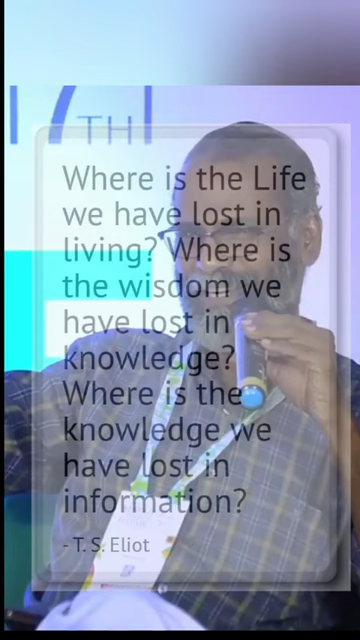 TH
Where is the Life
we have lost in
living? Where is
the wisdom we
have lost in
knowledge?
Where is the
knowledge we
have lost in
information?
- T. S. Eliot